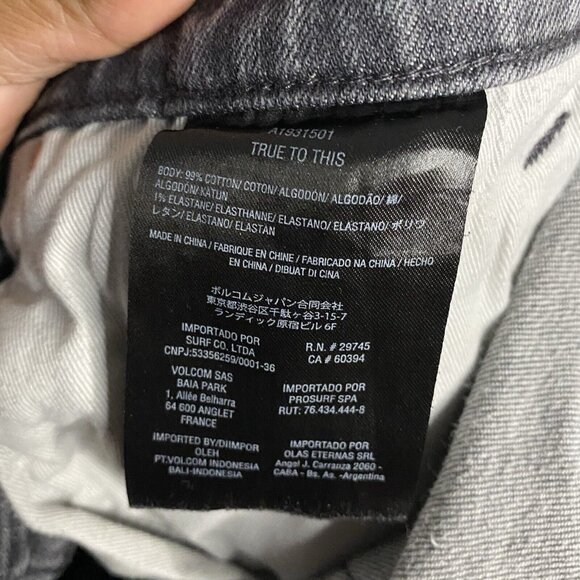 A1931501
TRUE TO THIS
BODY: 99% COTTON/ COTON/ ALGODÓN/ ALGODÃO/ 綿/
ALGODÓN/ KATUN
1% ELASTANE/ ELASTHANNE/ ELASTANO/ ELASTANO/ ポリウ
レタン/ ELASTANO/ ELASTAN
MADE IN CHINA / FABRIQUE EN CHINE / FABRICADO NA CHINA / HECHO
EN CHINA / DIBUAT DI CINA
ボルコムジャパン合同会社
東京都渋谷区千駄ヶ谷3-15-7
ランディック原宿ビル 6F
IMPORTADO POR
SURF CO. LTDA
CNPJ:53356259/0001-36
VOLCOM SAS
BAIA PARK
1, Allée Belharra
64 600 ANGLET
FRANCE
IMPORTED BY/DIIMPOR
OLEH
PT.VOLCOM INDONESIA
BALI-INDONESIA
R.N. # 29745
CA # 60394
IMPORTADO POR
PROSURF SPA
RUT: 76.434.444-8
IMPORTADO POR
OLAS ETERNAS SRL
Angel J. Carranza 2060 -
CABA - Bs. As. -Argentina